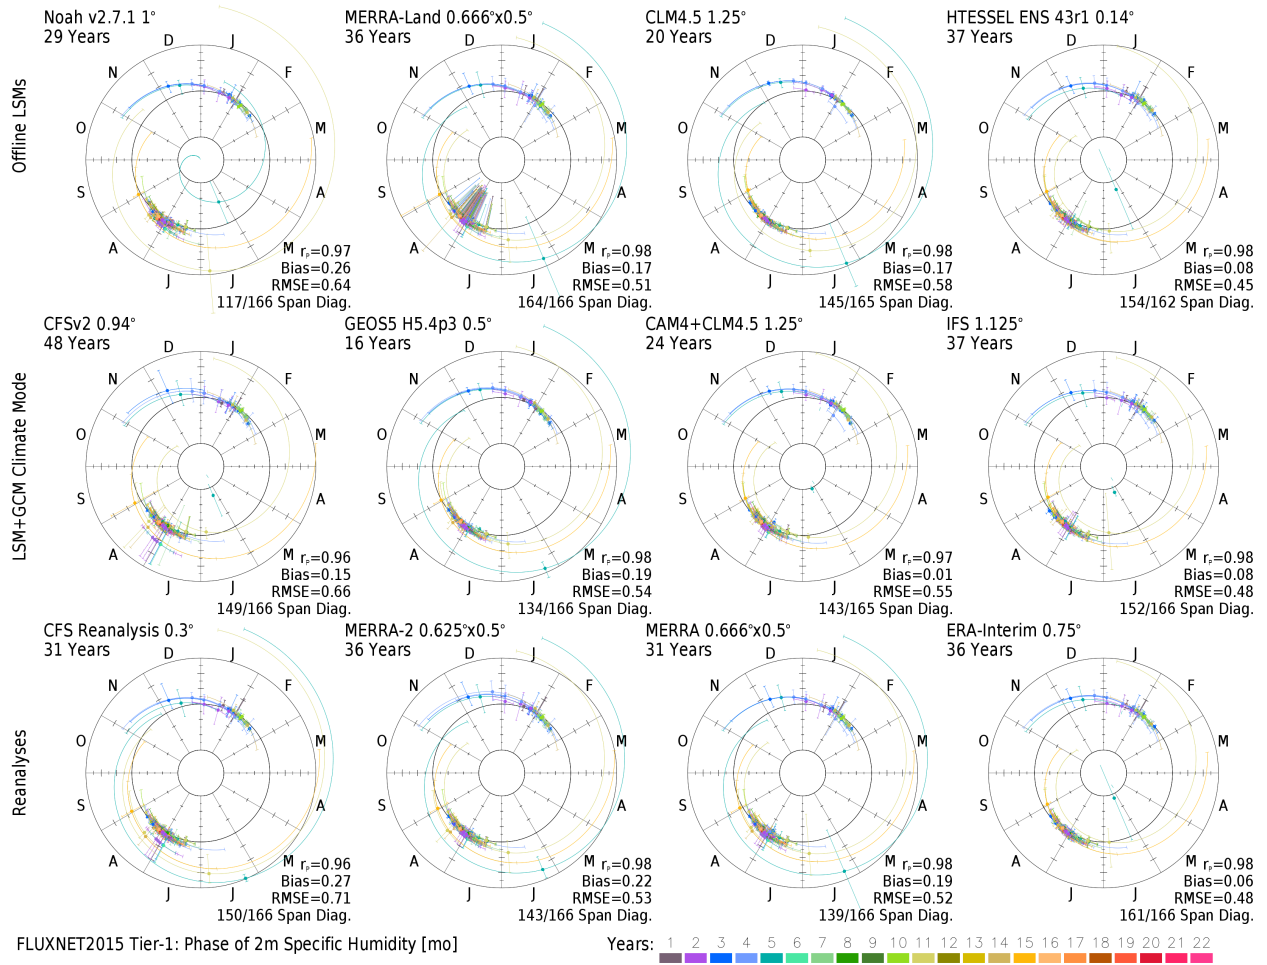 Noah v2.7.1 1°
29 Years
D J
N F
O M
S A
A M
J J
rₚ=0.97
Bias=0.26
RMSE=0.64
117/166 Span Diag.
MERRA-Land 0.666°x0.5°
36 Years
D J
N F
O M
S A
A M
J J
rₚ=0.98
Bias=0.17
RMSE=0.51
164/166 Span Diag.
CLM4.5 1.25°
20 Years
D J
N F
O M
S A
A M
J J
rₚ=0.98
Bias=0.17
RMSE=0.58
145/165 Span Diag.
HTESSEL ENS 43r1 0.14°
37 Years
D J
N F
O M
S A
A M
J J
rₚ=0.98
Bias=0.08
RMSE=0.45
154/162 Span Diag.
Offline LSMs
CFSv2 0.94°
48 Years
D J
N F
O M
S A
A M
J J
rₚ=0.96
Bias=0.15
RMSE=0.66
149/166 Span Diag.
GEOS5 H5.4p3 0.5°
16 Years
D J
N F
O M
S A
A M
J J
rₚ=0.98
Bias=0.19
RMSE=0.54
134/166 Span Diag.
CAM4+CLM4.5 1.25°
24 Years
D J
N F
O M
S A
A M
J J
rₚ=0.97
Bias=0.01
RMSE=0.55
143/165 Span Diag.
IFS 1.125°
37 Years
D J
N F
O M
S A
A M
J J
rₚ=0.98
Bias=0.08
RMSE=0.48
152/166 Span Diag.
LSM+GCM Climate Mode
CFS Reanalysis 0.3°
31 Years
D J
N F
O M
S A
A M
J J
rₚ=0.96
Bias=0.27
RMSE=0.71
150/166 Span Diag.
MERRA-2 0.625°x0.5°
36 Years
D J
N F
O M
S A
A M
J J
rₚ=0.98
Bias=0.22
RMSE=0.53
143/166 Span Diag.
MERRA 0.666°x0.5°
31 Years
D J
N F
O M
S A
A M
J J
rₚ=0.98
Bias=0.19
RMSE=0.52
139/166 Span Diag.
ERA-Interim 0.75°
36 Years
D J
N F
O M
S A
A M
J J
rₚ=0.98
Bias=0.06
RMSE=0.48
161/166 Span Diag.
Reanalyses
FLUXNET2015 Tier-1: Phase of 2m Specific Humidity [mo]
Years: 1 2 3 4 5 6 7 8 9 10 11 12 13 14 15 16 17 18 19 20 21 22